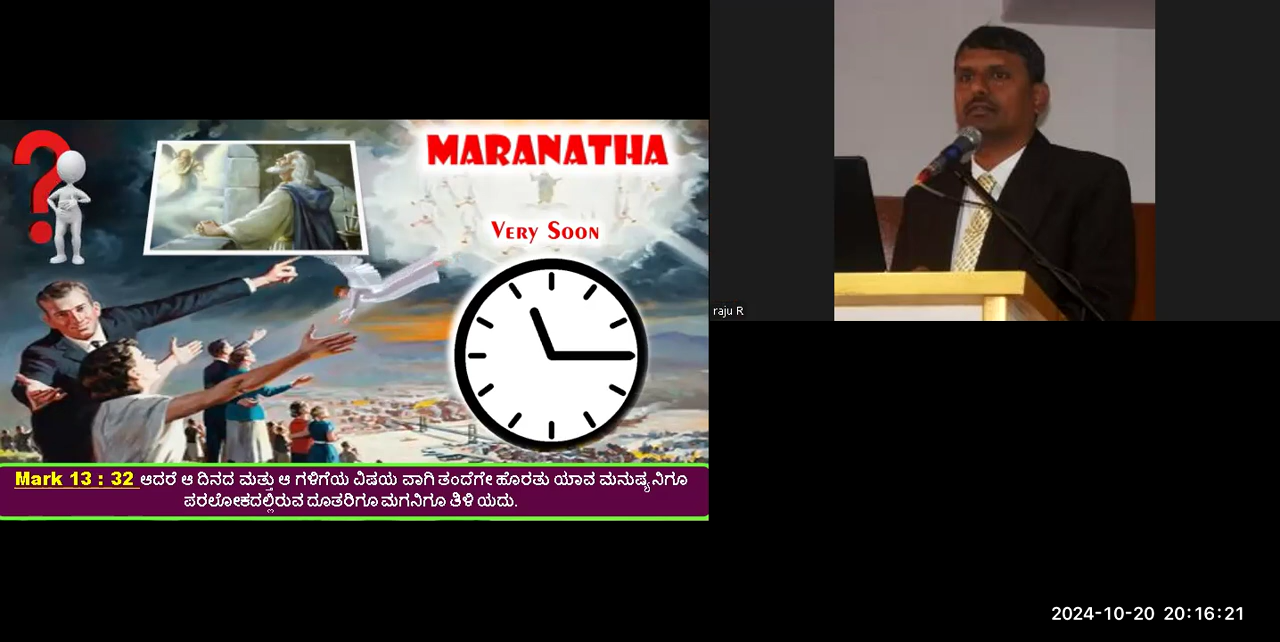 MARANATHA
VERY SOON
Mark 13 : 32 ಆದರೆ ಆ ದಿನದ ಮತ್ತು ಆ ಗಳಿಗೆಯ ವಿಷಯ ವಾಗಿ ತಂದೆಗೇ ಹೊರತು ಯಾವ ಮನುಷ್ಯನಿಗೂ
ಪರಲೋಕದಲ್ಲಿರುವ ದೂತರಿಗೂ ಮಗನಿಗೂ ತಿಳಿ ಯದು.
raju R
2024-10-20 20:16:21